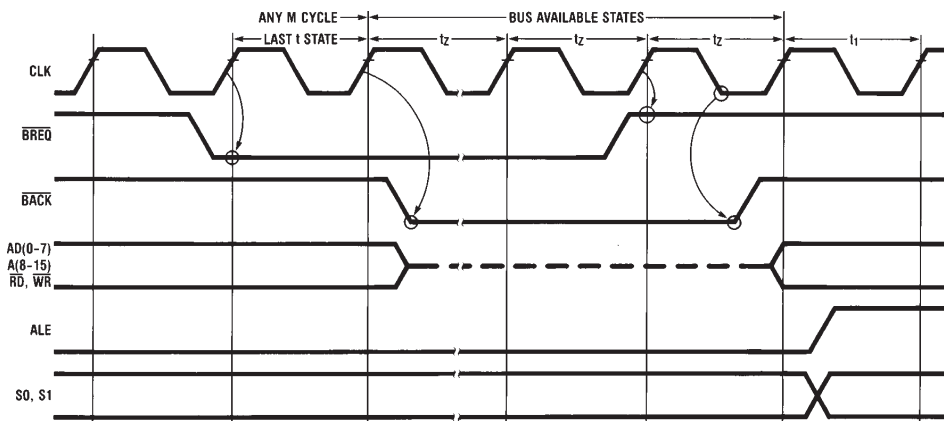 ANY M CYCLE BUS AVAILABLE STATES
LAST t STATE tZ tZ tZ t1
CLK
BREQ
BACK
AD(0-7)
A(8-15)
RD, WR
ALE
S0, S1